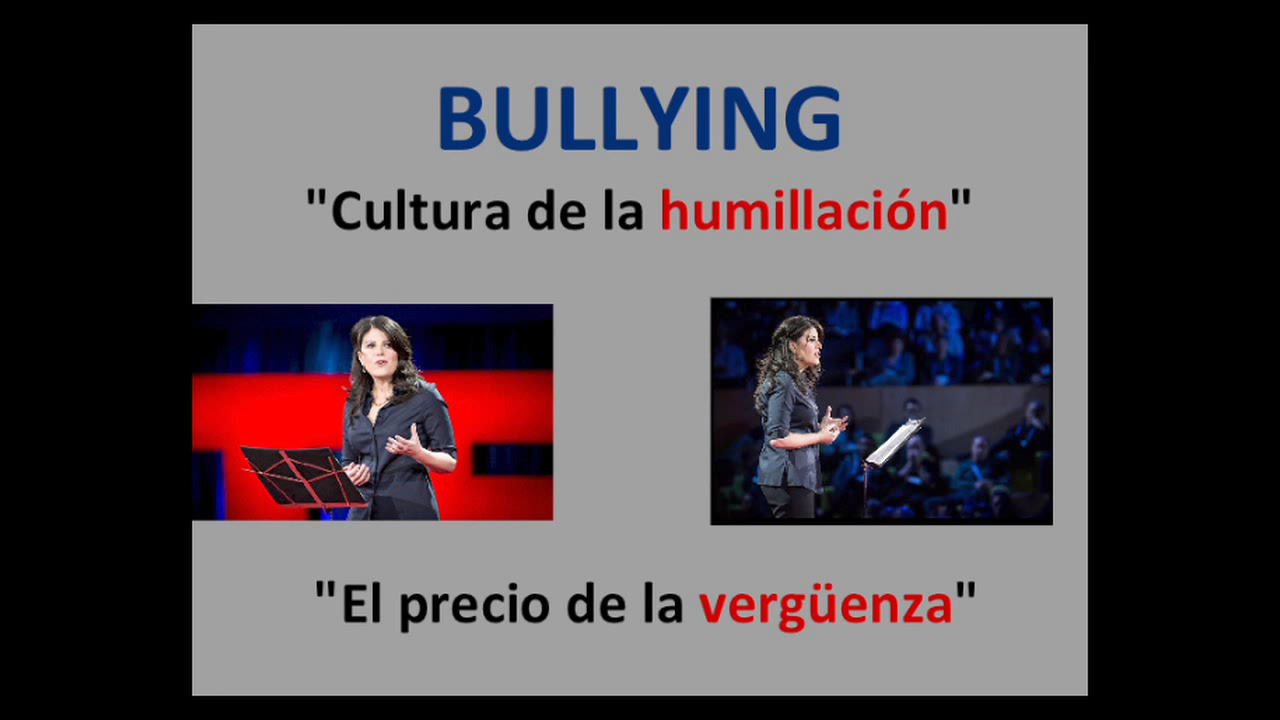 BULLYING
"Cultura de la humillación"
"El precio de la vergüenza"